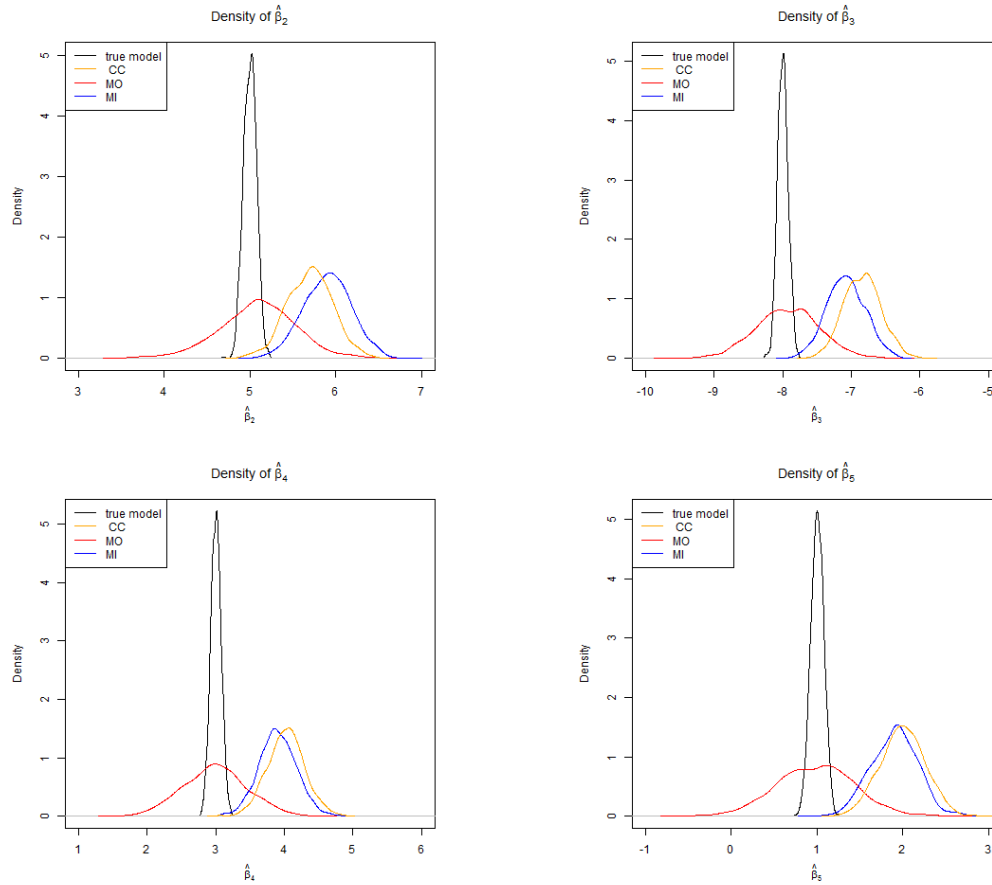 Density of β̂₂
5
4
3
2
1
0
Density
true model
CC
MO
MI
3 4 5 6 7
β̂₂
Density of β̂₃
5
4
3
2
1
0
Density
true model
CC
MO
MI
-10 -9 -8 -7 -6 -5
β̂₃
Density of β̂₄
5
4
3
2
1
0
Density
true model
CC
MO
MI
1 2 3 4 5 6
β̂₄
Density of β̂₅
5
4
3
2
1
0
Density
true model
CC
MO
MI
-1 0 1 2 3
β̂₅